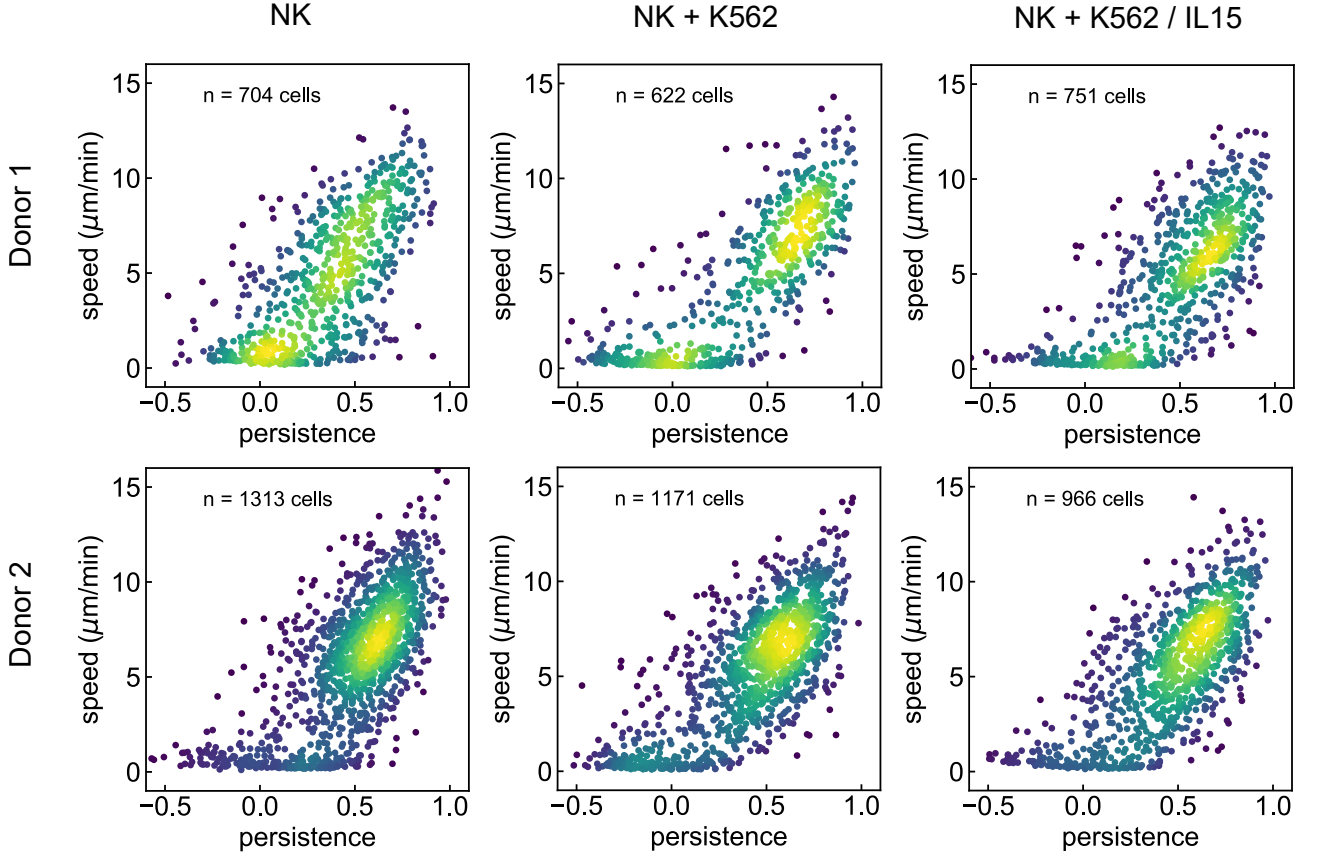 NK
NK + K562
NK + K562 / IL15
Donor 1
speed (μm/min)
15
10
5
0
n = 704 cells
−0.5 0.0 0.5 1.0
persistence
speed (μm/min)
15
10
5
0
n = 622 cells
−0.5 0.0 0.5 1.0
persistence
speed (μm/min)
15
10
5
0
n = 751 cells
−0.5 0.0 0.5 1.0
persistence
Donor 2
speed (μm/min)
15
10
5
0
n = 1313 cells
−0.5 0.0 0.5 1.0
persistence
speed (μm/min)
15
10
5
0
n = 1171 cells
−0.5 0.0 0.5 1.0
persistence
speed (μm/min)
15
10
5
0
n = 966 cells
−0.5 0.0 0.5 1.0
persistence